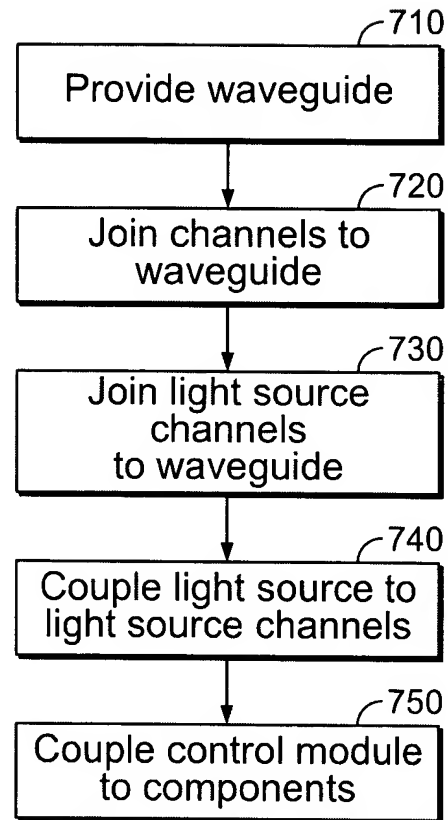 710
Provide waveguide
720
Join channels to
waveguide
730
Join light source
channels
to waveguide
740
Couple light source to
light source channels
750
Couple control module
to components